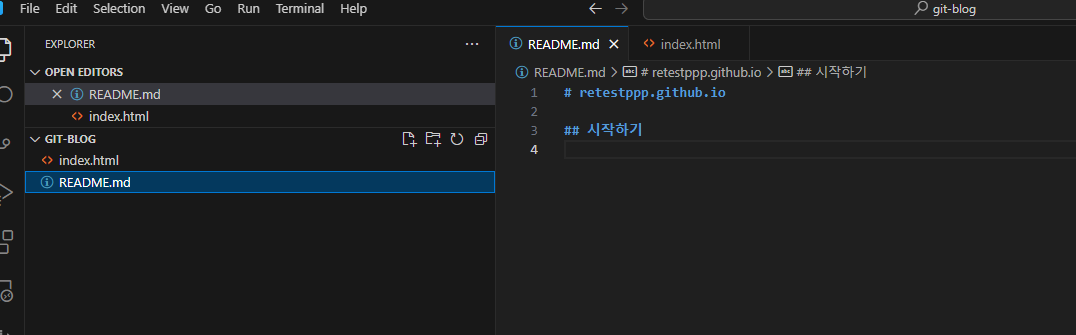 File Edit Selection View Go Run Terminal Help
git-blog
EXPLORER
README.md
index.html
OPEN EDITORS
README.md
index.html
GIT-BLOG
index.html
README.md
README.md > # retestppp.github.io > ## 시작하기
1 # retestppp.github.io
2
3 ## 시작하기
4